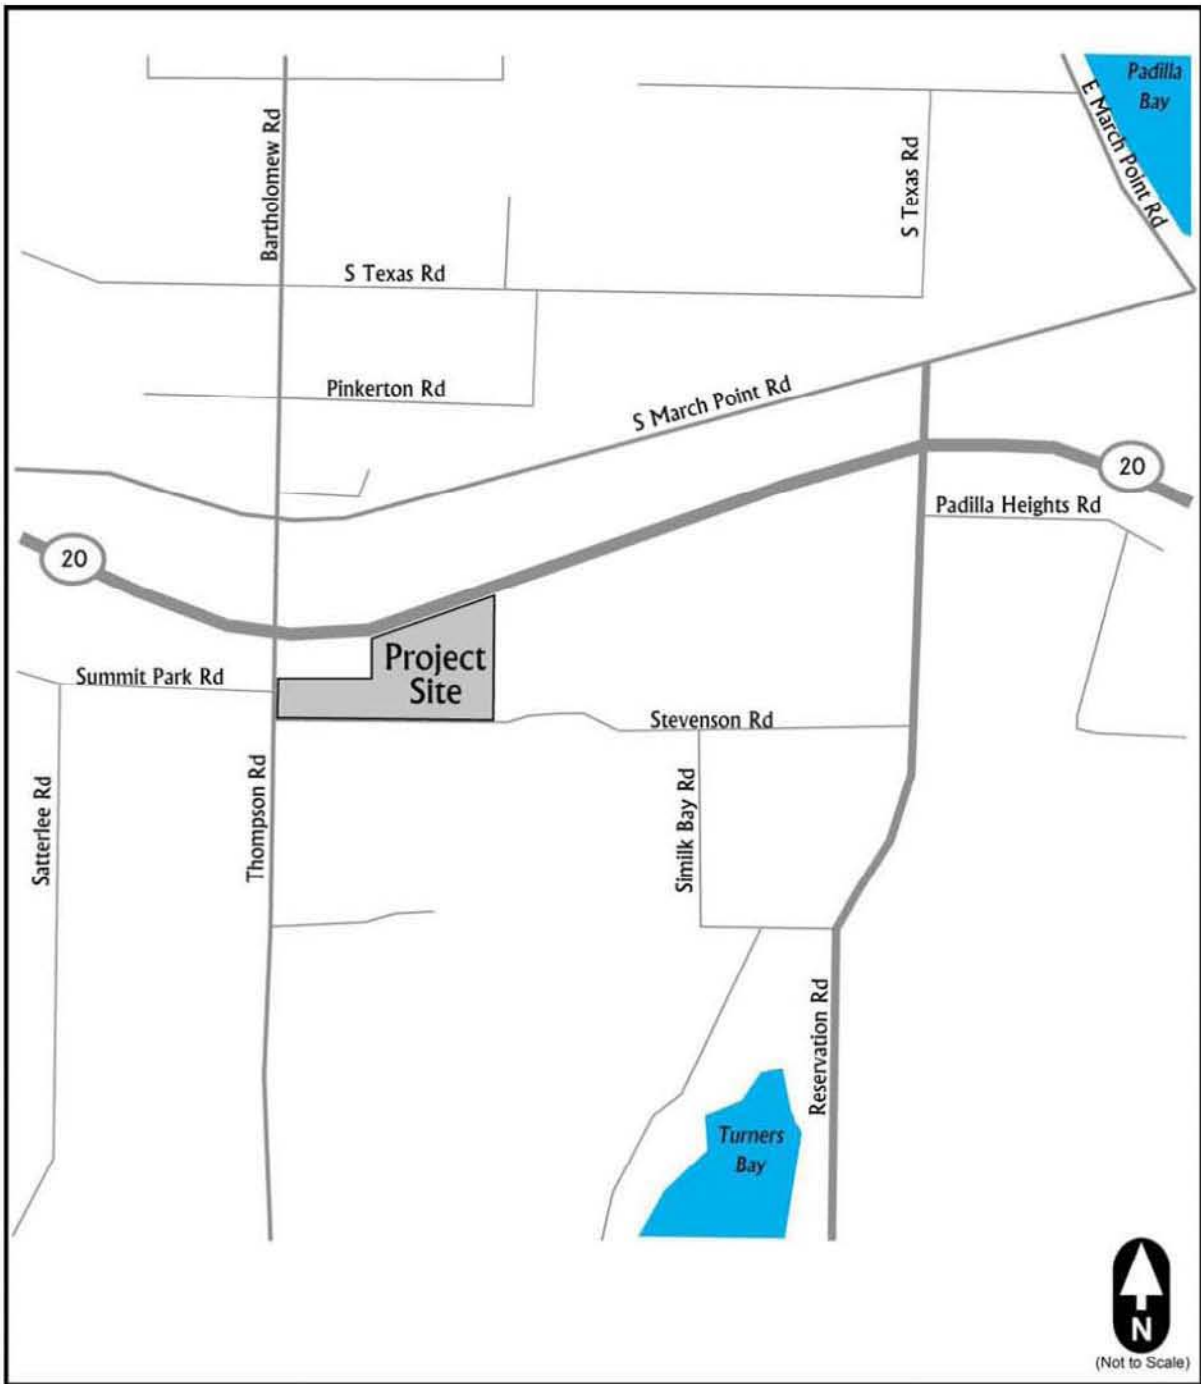 Padilla
Bay
E March Point Rd
Bartholomew Rd
S Texas Rd
S Texas Rd
Pinkerton Rd
S March Point Rd
20
Padilla Heights Rd
20
Project
Site
Summit Park Rd
Stevenson Rd
Satterlee Rd
Thompson Rd
Similk Bay Rd
Reservation Rd
Turners
Bay
N
(Not to Scale)